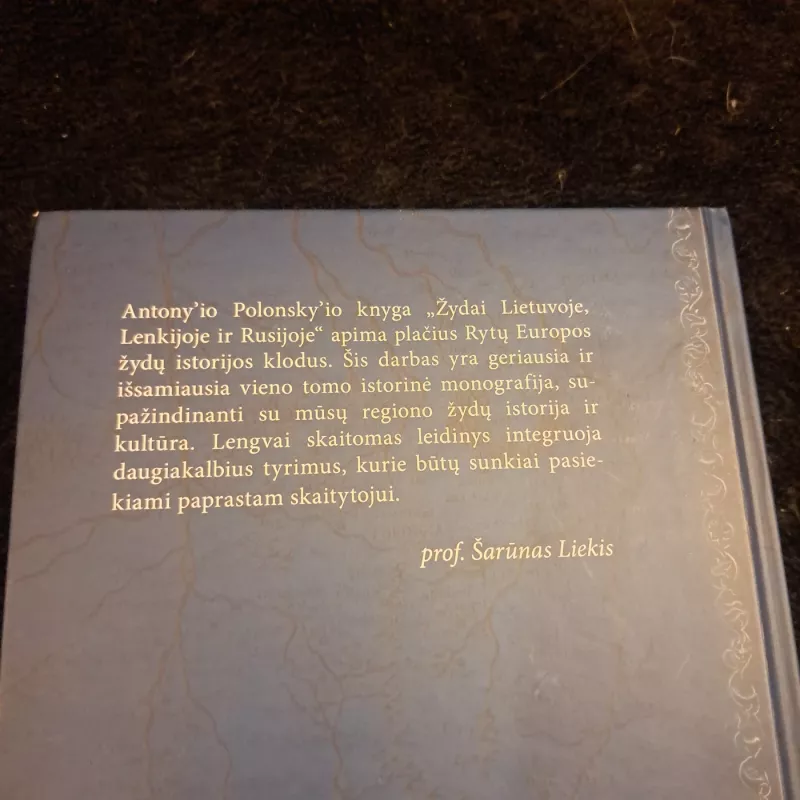 Antony’io Polonsky’io knyga „Žydai Lietuvoje,
Lenkijoje ir Rusijoje“ apima plačius Rytų Europos
žydų istorijos klodus. Šis darbas yra geriausia ir
išsamiausia vieno tomo istorinė monografija, su-
pažindinanti su mūsų regiono žydų istorija ir
kultūra. Lengvai skaitomas leidinys integruoja
daugiakalbius tyrimus, kurie būtų sunkiai pasie-
kiami paprastam skaitytojui.
prof. Šarūnas Liekis